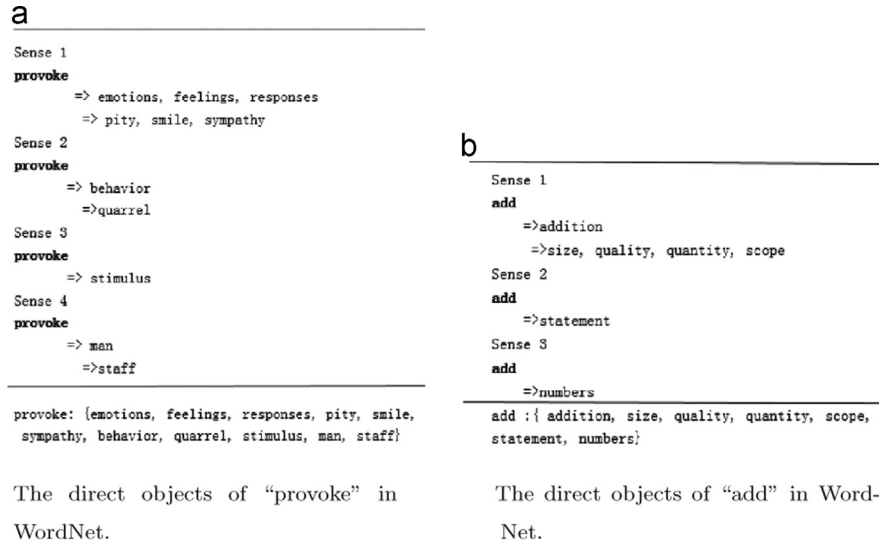 a
Sense 1
provoke
=> emotions, feelings, responses
=> pity, smile, sympathy
Sense 2
provoke
=> behavior
=>quarrel
Sense 3
provoke
=> stimulus
Sense 4
provoke
=> man
=>staff
provoke: {emotions, feelings, responses, pity, smile,
sympathy, behavior, quarrel, stimulus, man, staff}
The direct objects of “provoke” in
WordNet.
b
Sense 1
add
=>addition
=>size, quality, quantity, scope
Sense 2
add
=>statement
Sense 3
add
=>numbers
add :{ addition, size, quality, quantity, scope,
statement, numbers}
The direct objects of “add” in Word-
Net.